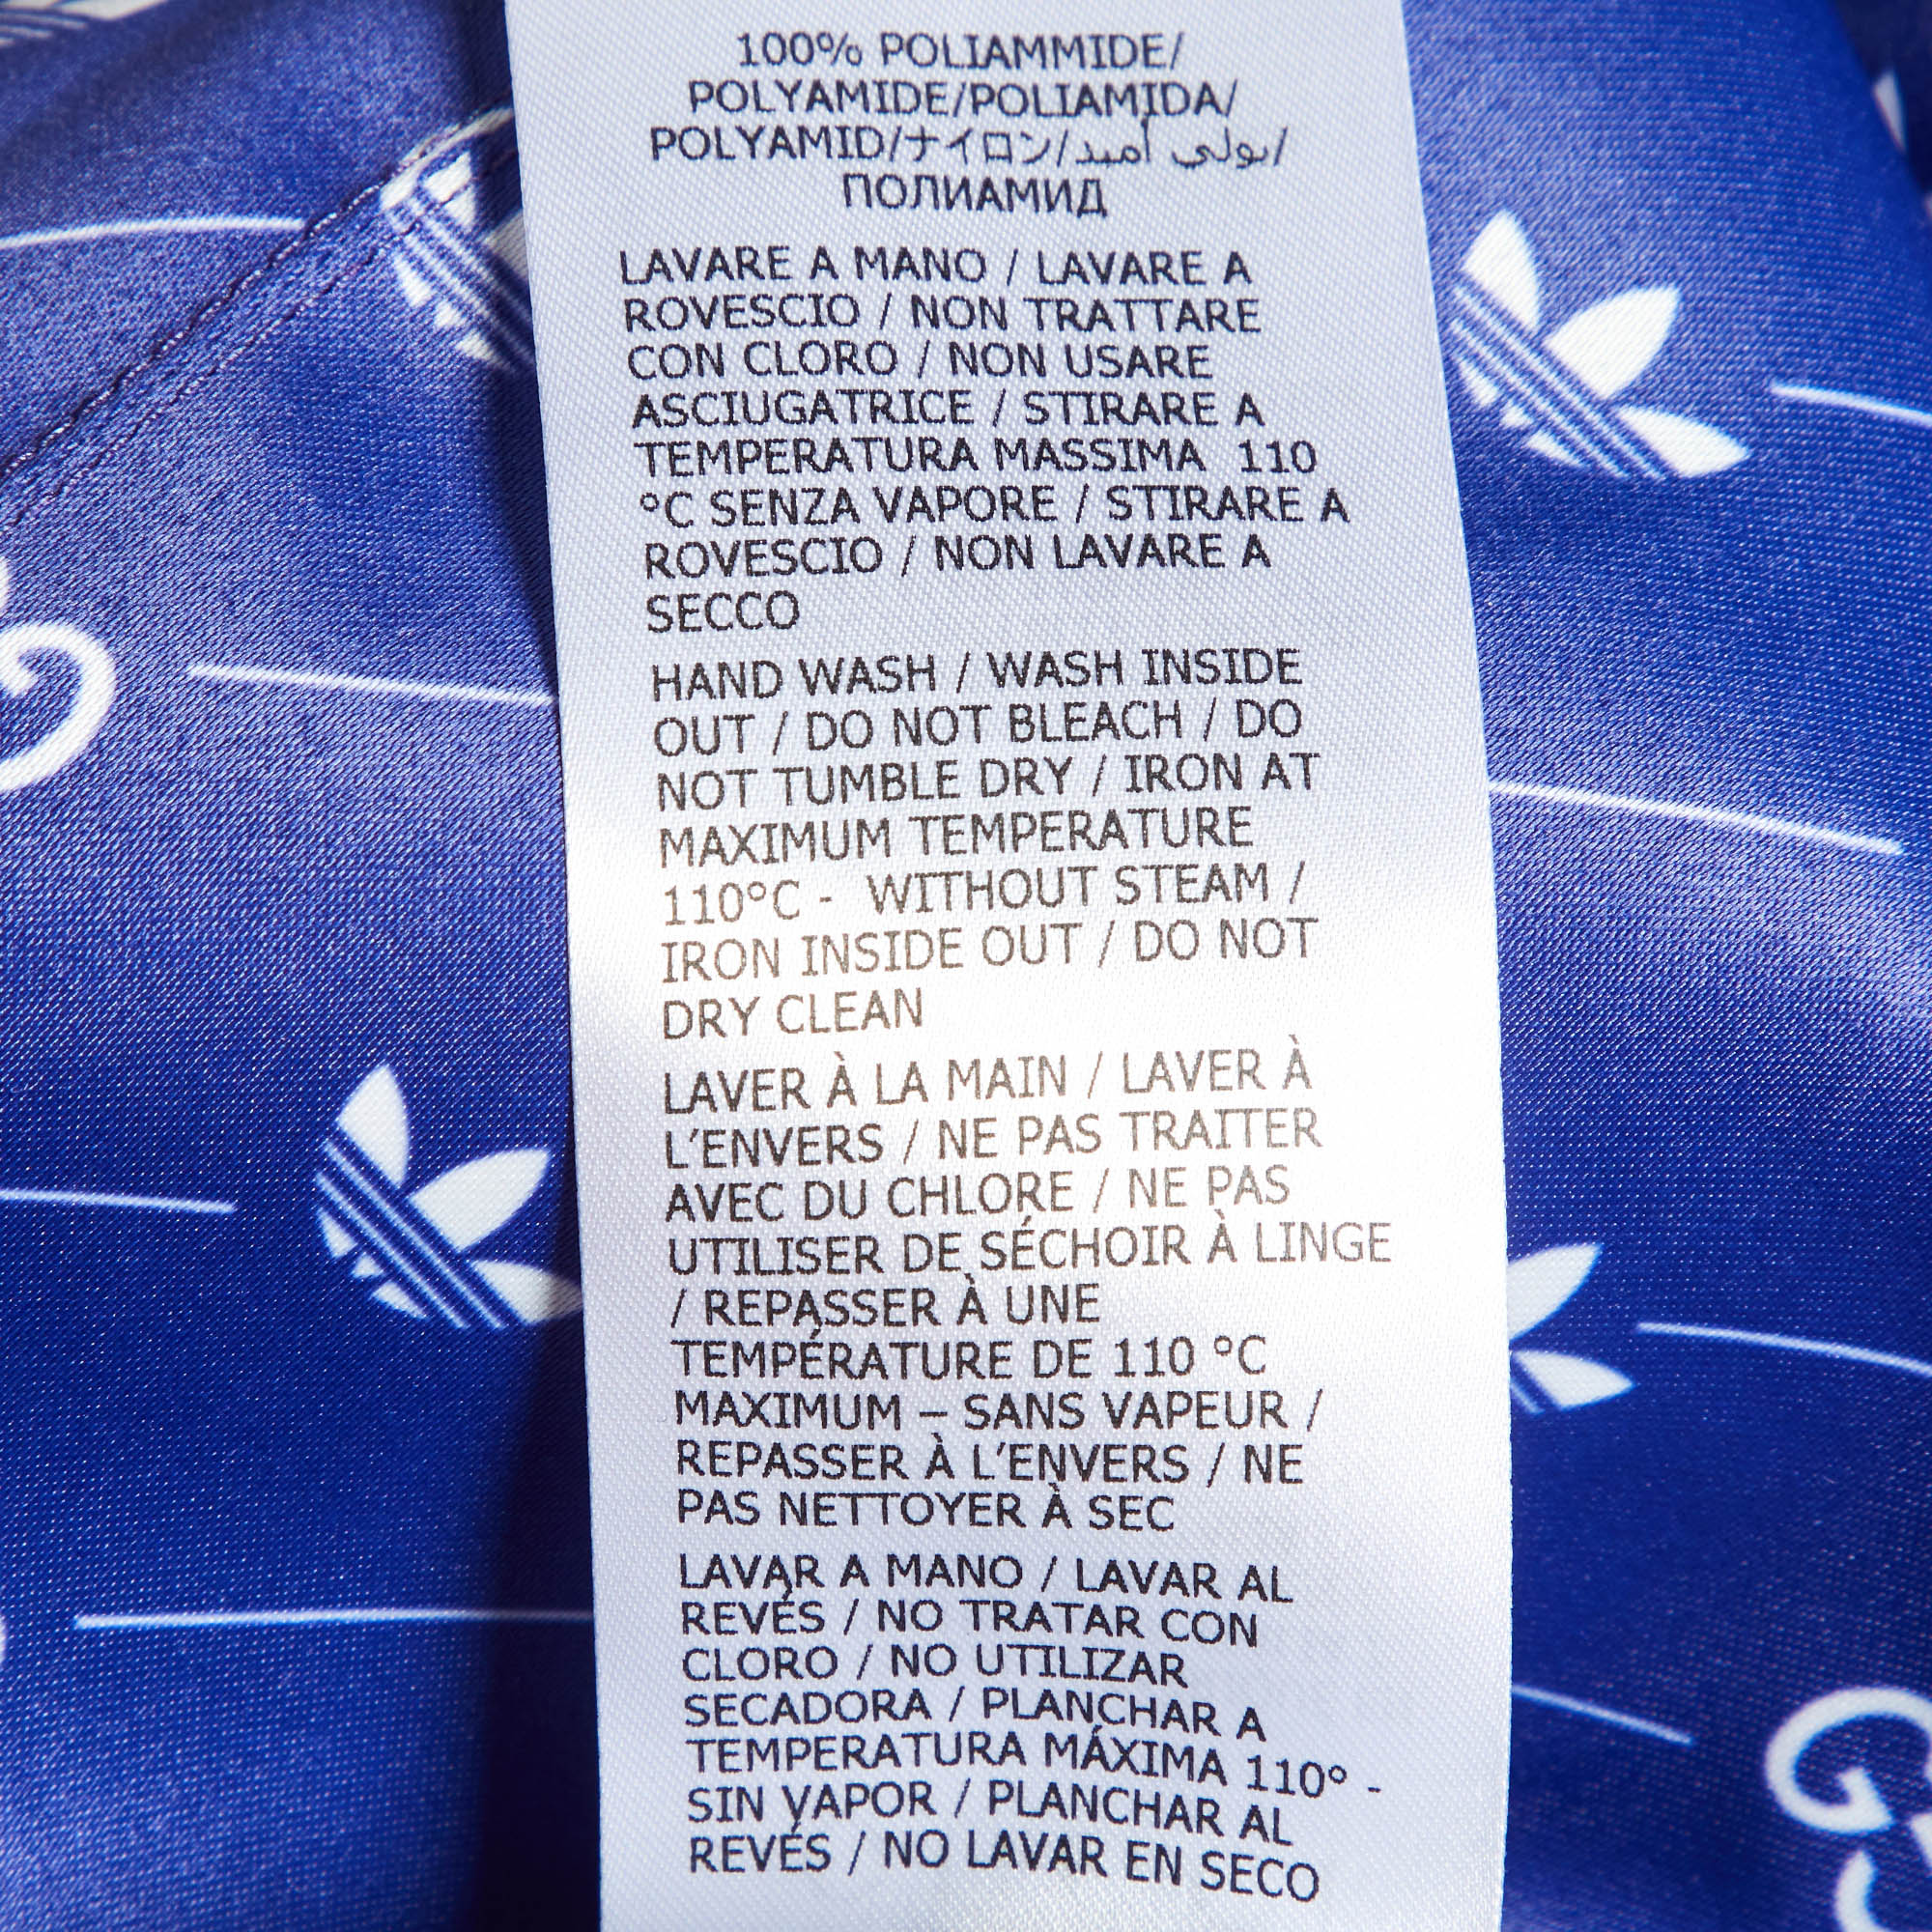 100% POLIAMMIDE/
POLYAMIDE/POLIAMIDA/
POLYAMID/ナイロン/بولي أميد/
ПОЛИАМИД
LAVARE A MANO / LAVARE A
ROVESCIO / NON TRATTARE
CON CLORO / NON USARE
ASCIUGATRICE / STIRARE A
TEMPERATURA MASSIMA 110
°C SENZA VAPORE / STIRARE A
ROVESCIO / NON LAVARE A
SECCO
HAND WASH / WASH INSIDE
OUT / DO NOT BLEACH / DO
NOT TUMBLE DRY / IRON AT
MAXIMUM TEMPERATURE
110°C - WITHOUT STEAM /
IRON INSIDE OUT / DO NOT
DRY CLEAN
LAVER À LA MAIN / LAVER À
L'ENVERS / NE PAS TRAITER
AVEC DU CHLORE / NE PAS
UTILISER DE SÉCHOIR À LINGE
/ REPASSER À UNE
TEMPÉRATURE DE 110 °C
MAXIMUM – SANS VAPEUR /
REPASSER À L'ENVERS / NE
PAS NETTOYER À SEC
LAVAR A MANO / LAVAR AL
REVÉS / NO TRATAR CON
CLORO / NO UTILIZAR
SECADORA / PLANCHAR A
TEMPERATURA MÁXIMA 110° -
SIN VAPOR / PLANCHAR AL
REVÉS / NO LAVAR EN SECO